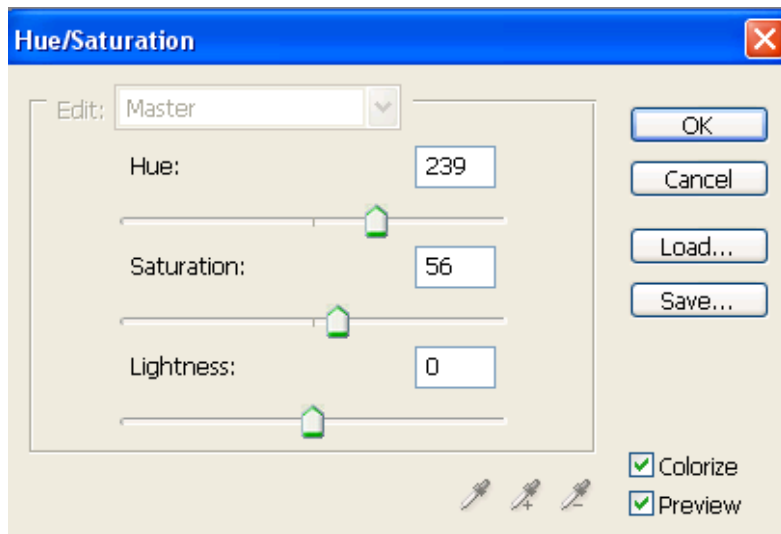 Hue/Saturation
Edit: Master
Hue: 239
Saturation: 56
Lightness: 0
OK
Cancel
Load...
Save...
Colorize
Preview